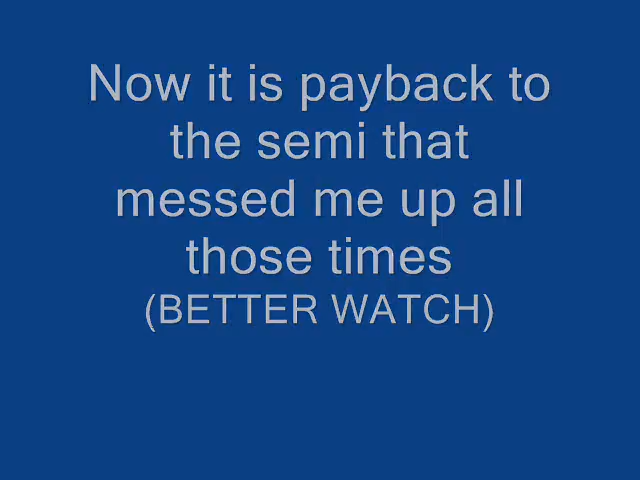 Now it is payback to
the semi that
messed me up all
those times
(BETTER WATCH)